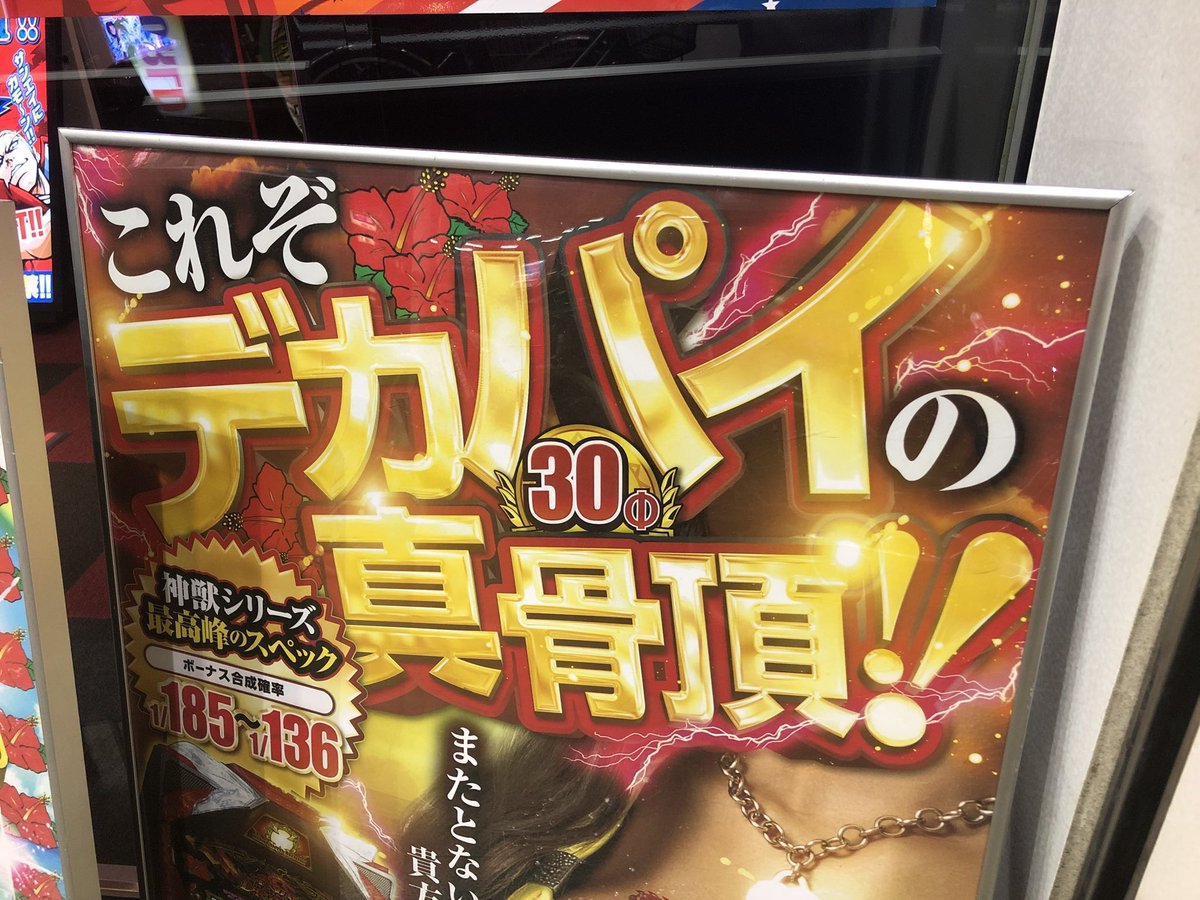 これぞ
デカパイの
30Φ
真骨頂!!
神獣シリーズ
最高峰のスペック
ボーナス合成確率
1/185～1/136
またとない
貴方